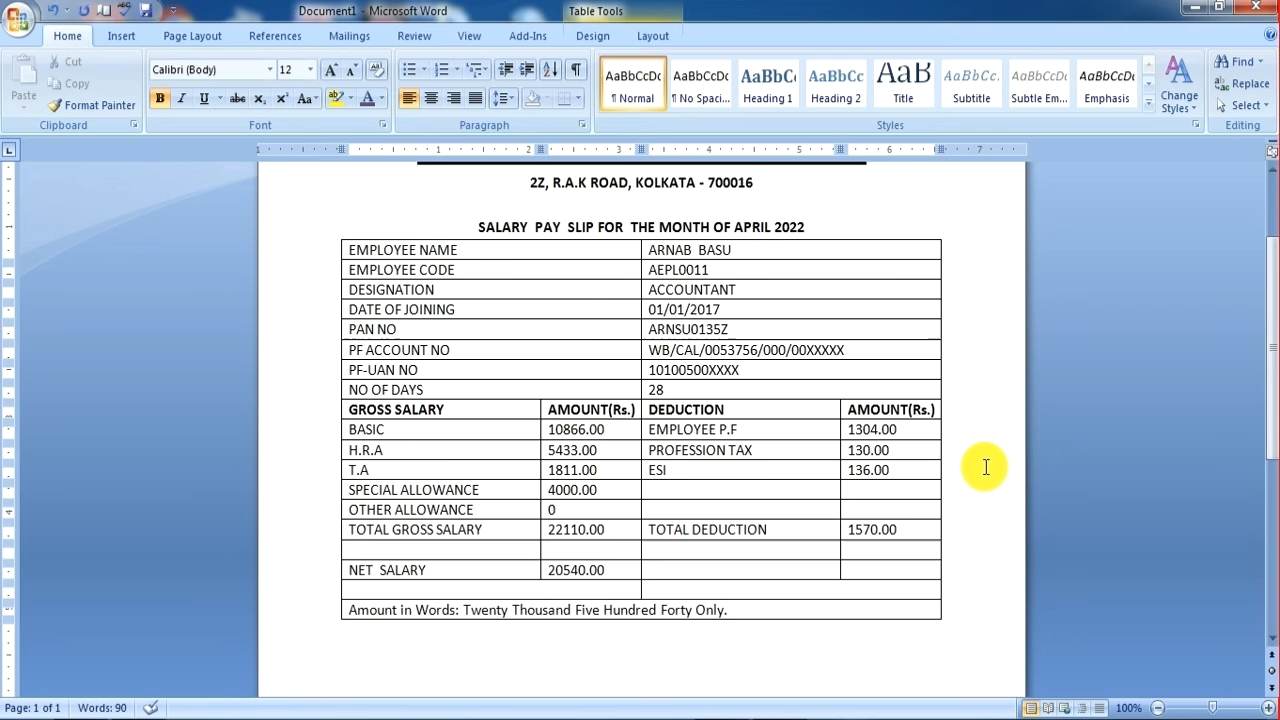 Document1 - Microsoft Word
Table Tools
Home Insert Page Layout References Mailings Review View Add-Ins Design Layout
Paste
Cut
Copy
Format Painter
Clipboard
Calibri (Body) 12
Font
Paragraph
AaBbCcDc AaBbCcDc AaBbC AaBbCc AaB AaBbCc. AaBbCcDc AaBbCcDc
¶ Normal ¶ No Spaci... Heading 1 Heading 2 Title Subtitle Subtle Em... Emphasis
Change Styles
Styles
Find
Replace
Select
Editing
1 1 2 3 4 5 6 7
2Z, R.A.K ROAD, KOLKATA - 700016
SALARY PAY SLIP FOR THE MONTH OF APRIL 2022
EMPLOYEE NAME ARNAB BASU
EMPLOYEE CODE AEPL0011
DESIGNATION ACCOUNTANT
DATE OF JOINING 01/01/2017
PAN NO ARNSU0135Z
PF ACCOUNT NO WB/CAL/0053756/000/00XXXXX
PF-UAN NO 10100500XXXX
NO OF DAYS 28
GROSS SALARY AMOUNT(Rs.) DEDUCTION AMOUNT(Rs.)
BASIC 10866.00 EMPLOYEE P.F 1304.00
H.R.A 5433.00 PROFESSION TAX 130.00
T.A 1811.00 ESI 136.00
SPECIAL ALLOWANCE 4000.00
OTHER ALLOWANCE 0
TOTAL GROSS SALARY 22110.00 TOTAL DEDUCTION 1570.00
NET SALARY 20540.00
Amount in Words: Twenty Thousand Five Hundred Forty Only.
Page: 1 of 1 Words: 90 100%